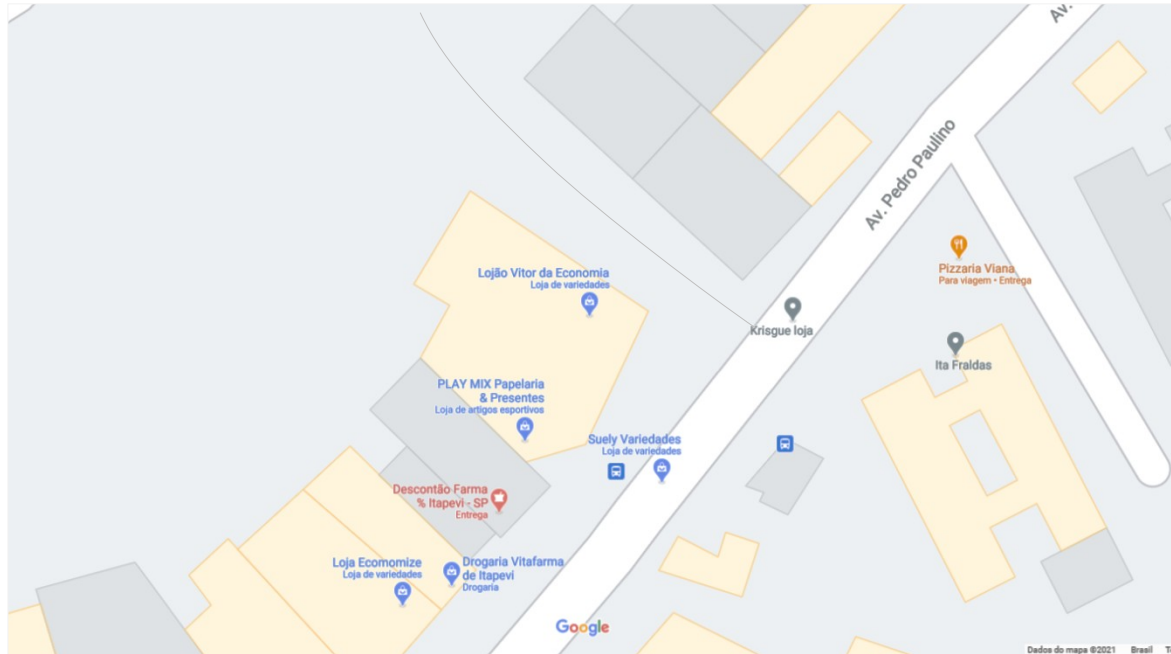 Av.
Av. Pedro Paulino
Pizzaria Viana
Para viagem • Entrega
Lojão Vitor da Economia
Loja de variedades
Krisgue loja
Ita Fraldas
PLAY MIX Papelaria
& Presentes
Loja de artigos esportivos
Suely Variedades
Loja de variedades
Descontão Farma
% Itapevi - SP
Entrega
Loja Ecomomize
Loja de variedades
Drogaria Vitafarma
de Itapevi
Drogaria
Google
Dados do mapa ©2021 Brasil